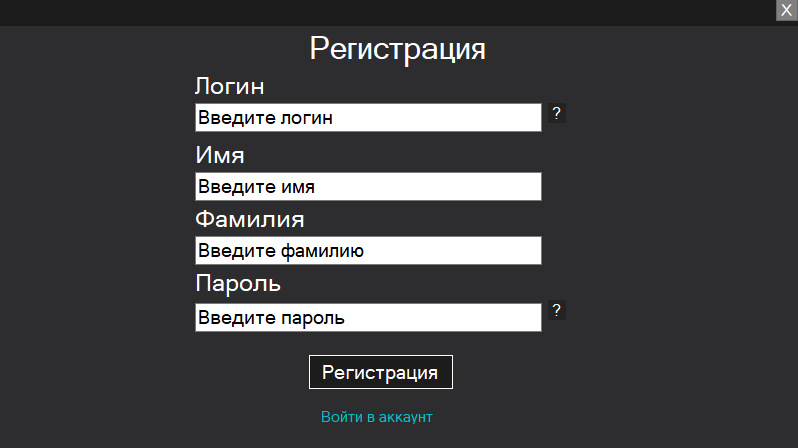 X
Регистрация
Логин
Введите логин ?
Имя
Введите имя
Фамилия
Введите фамилию
Пароль
Введите пароль ?
Регистрация
Войти в аккаунт